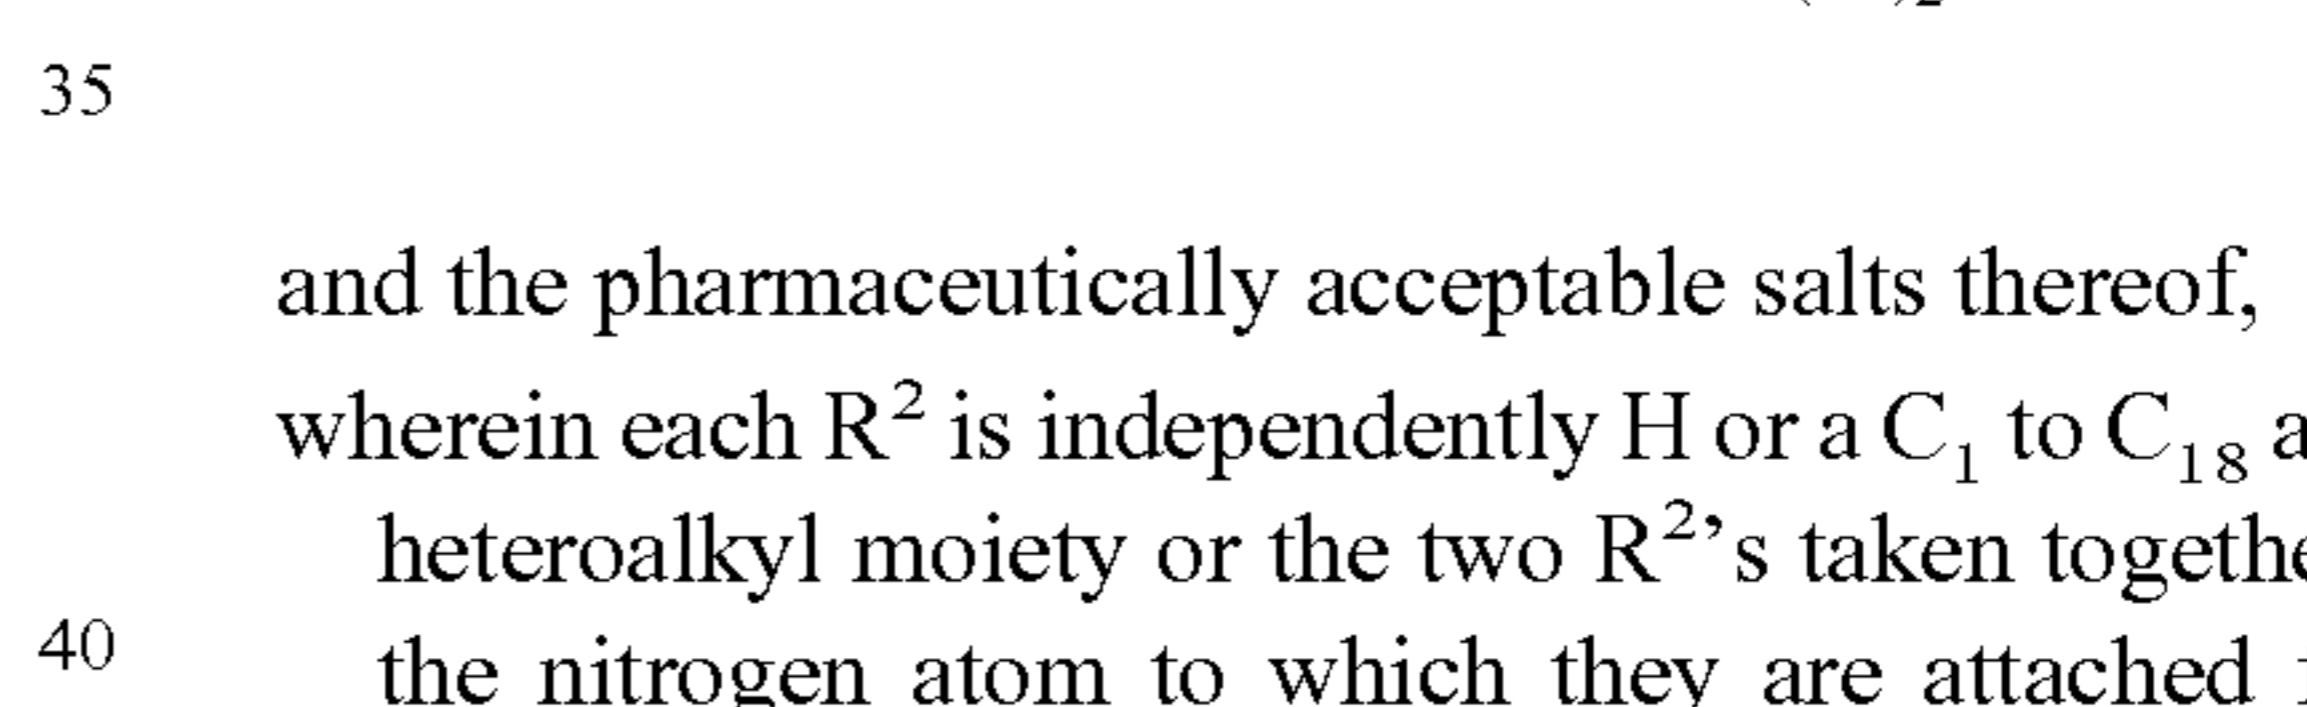 35
and the pharmaceutically acceptable salts thereof,
wherein each R² is independently H or a C₁ to C₁₈
heteroalkyl moiety or the two R²’s taken
40 the nitrogen atom to which they are attached